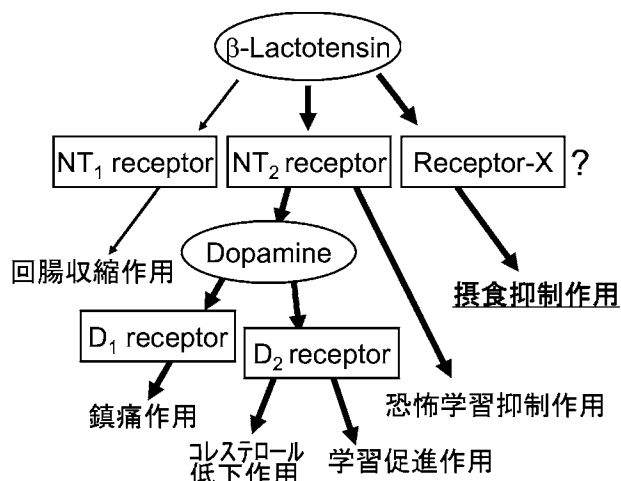 β-Lactotensin
NT₁ receptor
NT₂ receptor
Receptor-X ?
Dopamine
回腸収縮作用
摂食抑制作用
D₁ receptor
D₂ receptor
鎮痛作用
恐怖学習抑制作用
コレステロール
低下作用
学習促進作用